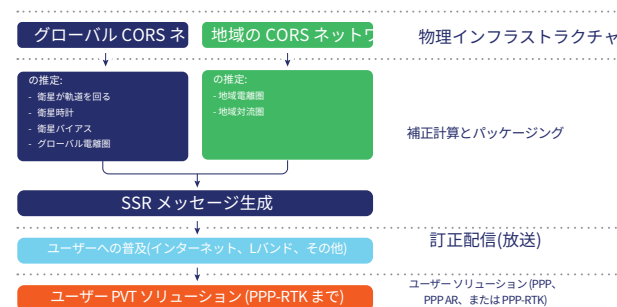 グローバル CORS ネ
地域の CORS ネットワ
物理インフラストラクチャ
の推定:
- 衛星が軌道を回る
- 衛星時計
- 衛星バイアス
- グローバル電離圏
の推定:
- 地域電離圏
- 地域対流圏
補正計算とパッケージング
SSR メッセージ生成
ユーザーへの普及(インターネット、Lバンド、その他)
訂正配信(放送)
ユーザー PVT ソリューション (PPP-RTK まで)
ユーザーソリューション (PPP、
PPP AR、または PPP-RTK)